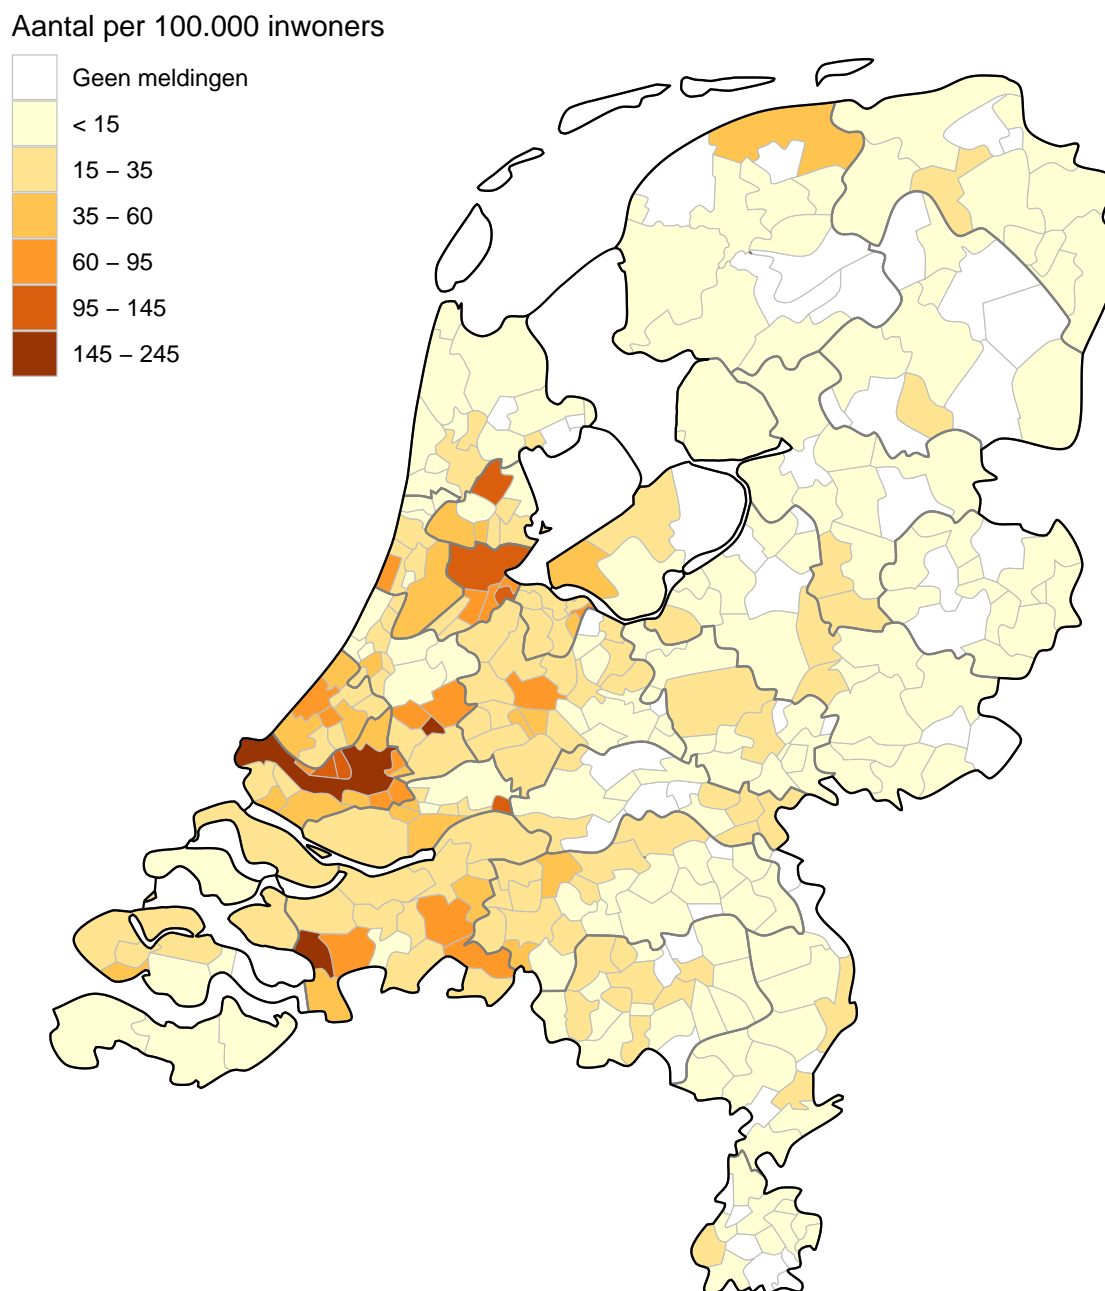 Aantal per 100.000 inwoners
Geen meldingen
< 15
15 – 35
35 – 60
60 – 95
95 – 145
145 – 245